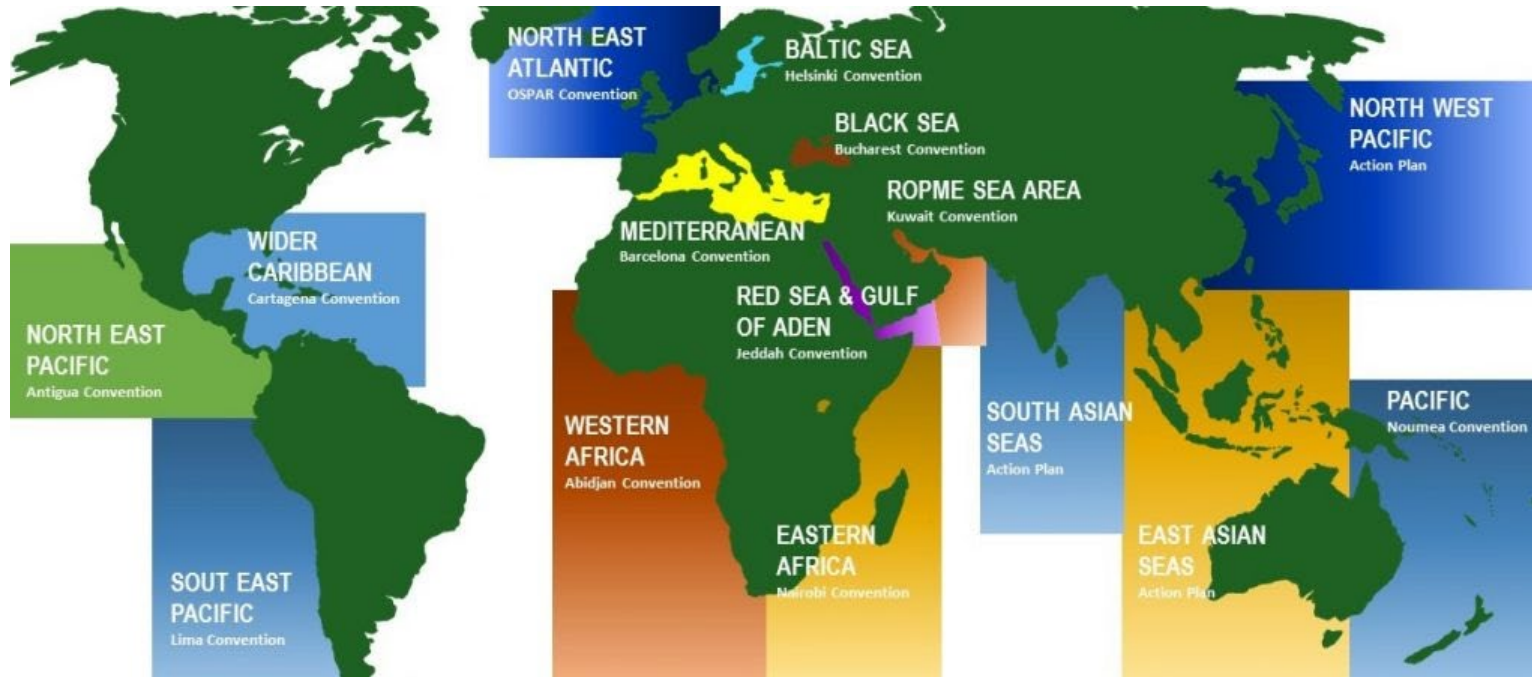 NORTH EAST
ATLANTIC
OSPAR Convention
BALTIC SEA
Helsinki Convention
BLACK SEA
Bucharest Convention
NORTH WEST
PACIFIC
Action Plan
ROPME SEA AREA
Kuwait Convention
MEDITERRANEAN
Barcelona Convention
WIDER
CARIBBEAN
Cartagena Convention
RED SEA & GULF
OF ADEN
Jeddah Convention
NORTH EAST
PACIFIC
Antigua Convention
WESTERN
AFRICA
Abidjan Convention
SOUTH ASIAN
SEAS
Action Plan
PACIFIC
Noumea Convention
EASTERN
AFRICA
Nairobi Convention
EAST ASIAN
SEAS
Action Plan
SOUT EAST
PACIFIC
Lima Convention